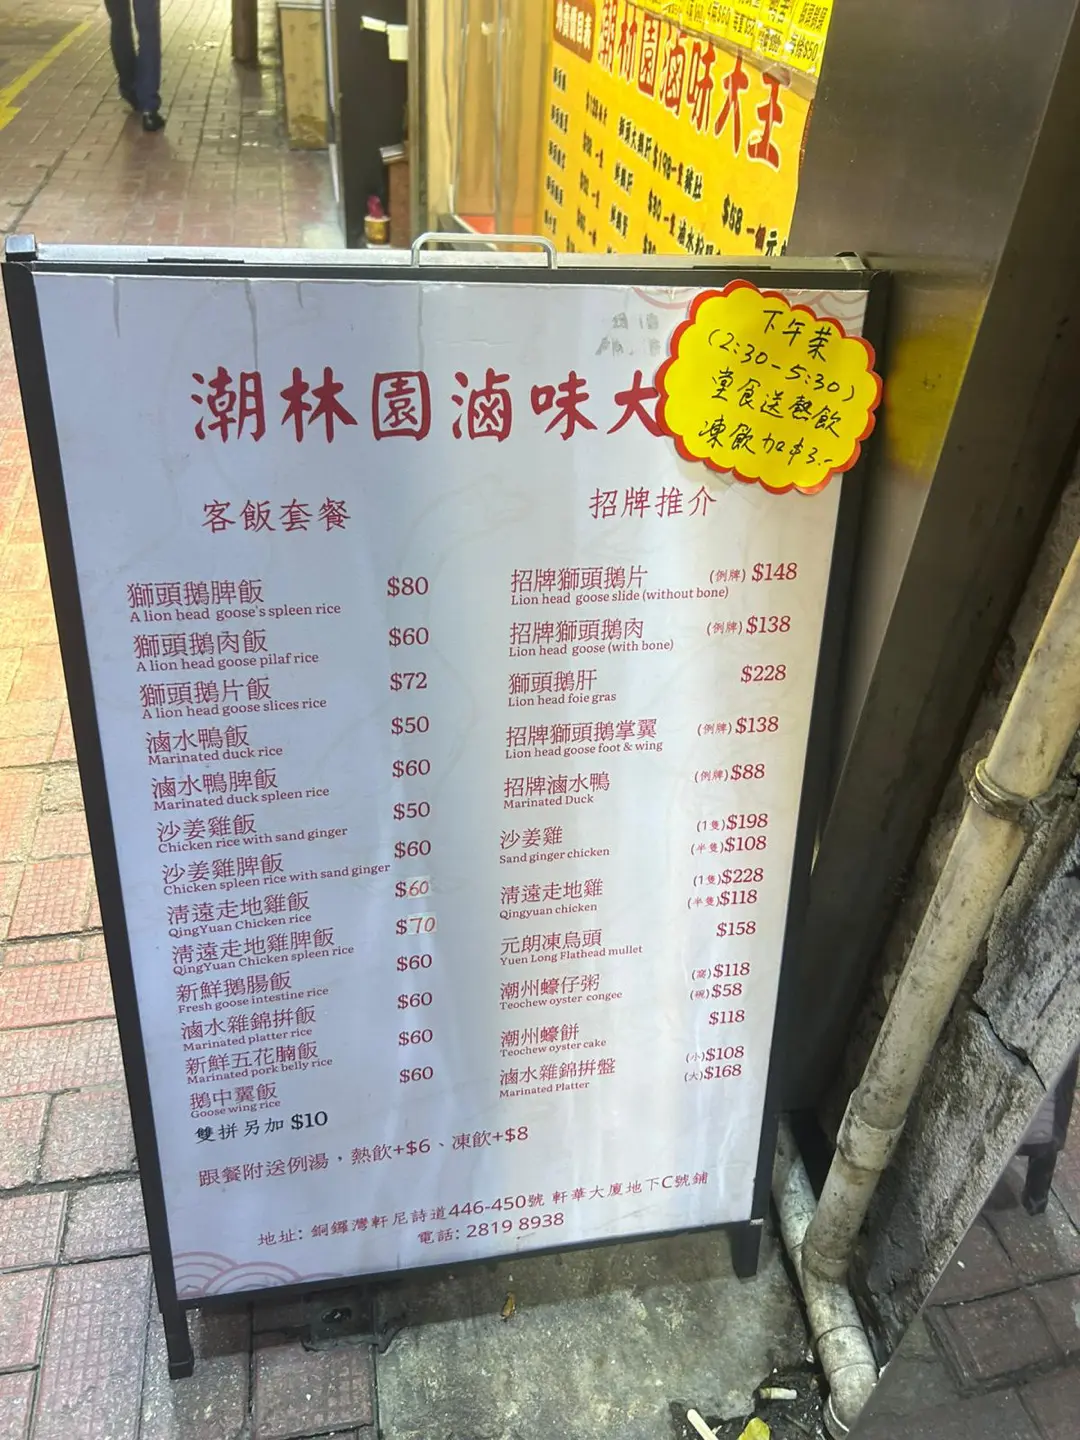 潮林園滷味大王
$198一隻
$88
潮林園滷味大
下午茶
(2:30-5:30)
堂食送熱飲
凍飲加$3.-
客飯套餐
獅頭鵝脾飯 $80
A lion head goose's spleen rice
獅頭鵝肉飯 $60
A lion head goose pilaf rice
獅頭鵝片飯 $72
A lion head goose slices rice
滷水鴨飯 $50
Marinated duck rice
滷水鴨脾飯 $60
Marinated duck spleen rice
沙姜雞飯 $50
Chicken rice with sand ginger
沙姜雞脾飯 $60
Chicken spleen rice with sand ginger
清遠走地雞飯 $60
QingYuan Chicken rice
清遠走地雞脾飯 $70
QingYuan Chicken spleen rice
新鮮鵝腸飯 $60
Fresh goose intestine rice
滷水雜錦拼飯 $60
Marinated platter rice
新鮮五花腩飯 $60
Marinated pork belly rice
鵝中翼飯 $60
Goose wing rice
雙拼另加 $10
招牌推介
招牌獅頭鵝片 (例牌) $148
Lion head goose slide (without bone)
招牌獅頭鵝肉 (例牌) $138
Lion head goose (with bone)
獅頭鵝肝 $228
Lion head foie gras
招牌獅頭鵝掌翼 (例牌) $138
Lion head goose foot & wing
招牌滷水鴨 (例牌) $88
Marinated Duck
沙姜雞 (1隻) $198
(半隻) $108
Sand ginger chicken
清遠走地雞 (1隻) $228
(半隻) $118
Qingyuan chicken
元朗凍烏頭 $158
Yuen Long Flathead mullet
潮州蠔仔粥 (窩) $118
(碗) $58
Teochew oyster congee
潮州蠔餅 $118
Teochew oyster cake
滷水雜錦拼盤 (小) $108
(大) $168
Marinated Platter
跟餐附送例湯，熱飲+$6、凍飲+$8
地址: 銅鑼灣軒尼詩道446-450號 軒華大廈地下C號鋪
電話: 2819 8938